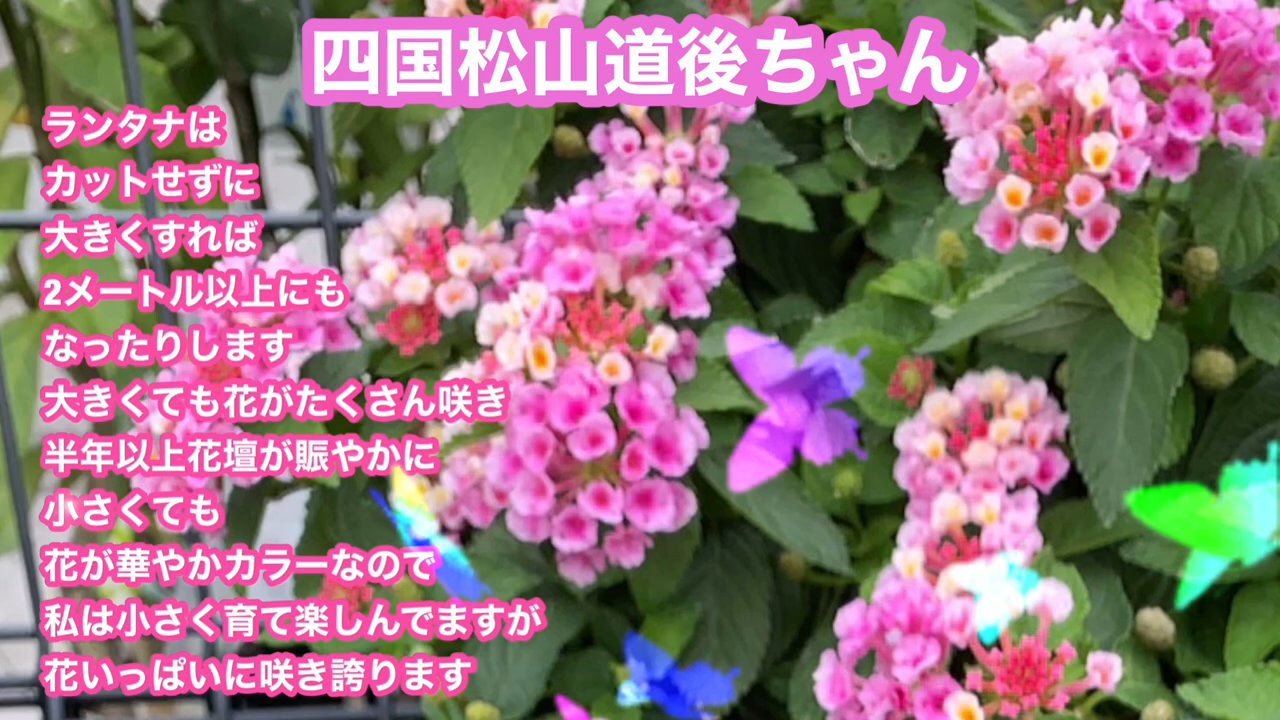 四国松山道後ちゃん
ランタナは
カットせずに
大きくすれば
2メートル以上にも
なったりします
大きくても花がたくさん咲き
半年以上花壇が賑やかに
小さくても
花が華やかカラーなので
私は小さく育て楽しんでますが
花いっぱいに咲き誇ります